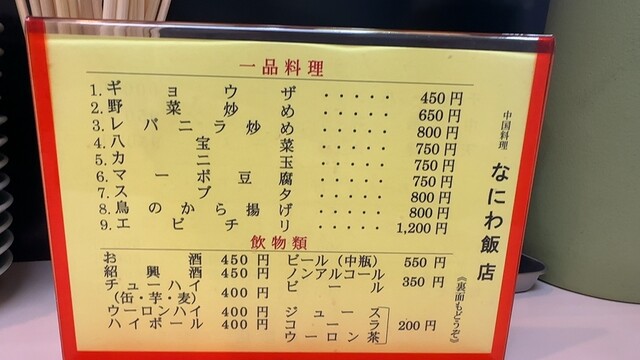 一品料理
1. ギョウザ ・・・・・ 450円
2. 野菜炒め ・・・・・ 650円
3. レバニラ炒め ・・・・・ 800円
4. 八宝菜 ・・・・・ 750円
5. カニ玉 ・・・・・ 750円
6. マーボ豆腐 ・・・・・ 750円
7. スブタ ・・・・・ 800円
8. 鳥のから揚げ ・・・・・ 800円
9. エビチリ ・・・・・ 1,200円
飲物類
お酒 450円
紹興酒 450円
チューハイ
(缶・芋・麦) 400円
ウーロンハイ 400円
ハイボール 400円
ビール(中瓶) 550円
ノンアルコール
ビール 350円
ジュース
コーラ
ウーロン茶
200円
中国料理 なにわ飯店
《裏面もどうぞ》